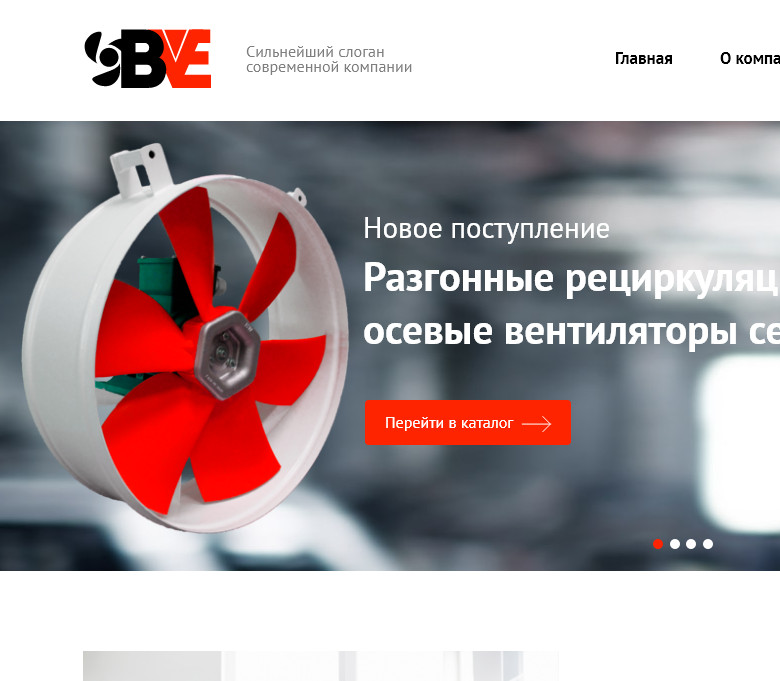 BVE
Сильнейший слоган
современной компании
Главная
О компа
Новое поступление
Разгонные рециркуляц
осевые вентиляторы се
Перейти в каталог